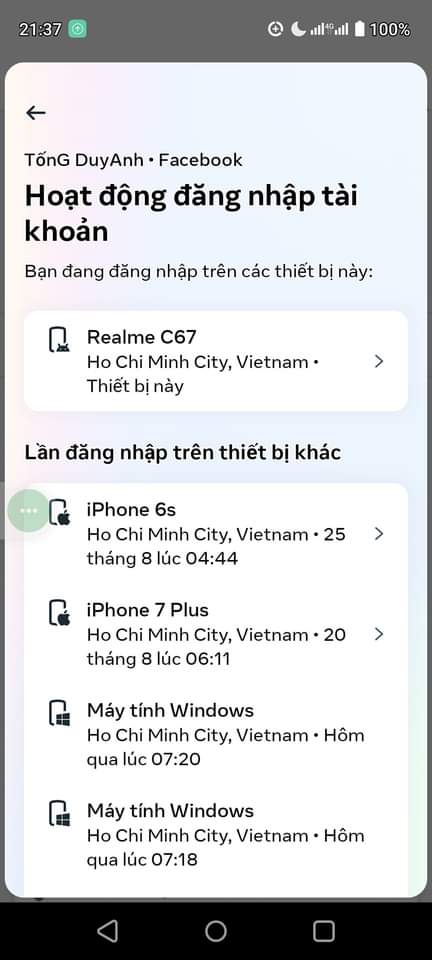 21:37
4G
100%
TốnG DuyAnh • Facebook
Hoạt động đăng nhập tài
khoản
Bạn đang đăng nhập trên các thiết bị này:
Realme C67
Ho Chi Minh City, Vietnam •
Thiết bị này
Lần đăng nhập trên thiết bị khác
iPhone 6s
Ho Chi Minh City, Vietnam • 25
tháng 8 lúc 04:44
iPhone 7 Plus
Ho Chi Minh City, Vietnam • 20
tháng 8 lúc 06:11
Máy tính Windows
Ho Chi Minh City, Vietnam • Hôm
qua lúc 07:20
Máy tính Windows
Ho Chi Minh City, Vietnam • Hôm
qua lúc 07:18